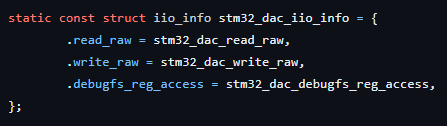 static const struct iio_info stm32_dac_iio_info = {
        .read_raw = stm32_dac_read_raw,
        .write_raw = stm32_dac_write_raw,
        .debugfs_reg_access = stm32_dac_debugfs_reg_access,
};